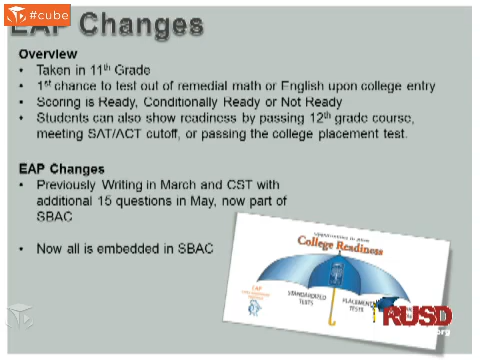 #cube
EAP Changes
Overview
• Taken in 11th Grade
• 1st chance to test out of remedial math or English upon college entry
• Scoring is Ready, Conditionally Ready or Not Ready
• Students can also show readiness by passing 12th grade course,
meeting SAT/ACT cutoff, or passing the college placement test.
EAP Changes
• Previously Writing in March and CST with
additional 15 questions in May, now part of
SBAC
• Now all is embedded in SBAC
College Readiness
EAP
STANDARDIZED
TESTS
PLACEMENT
TESTS
RUSD